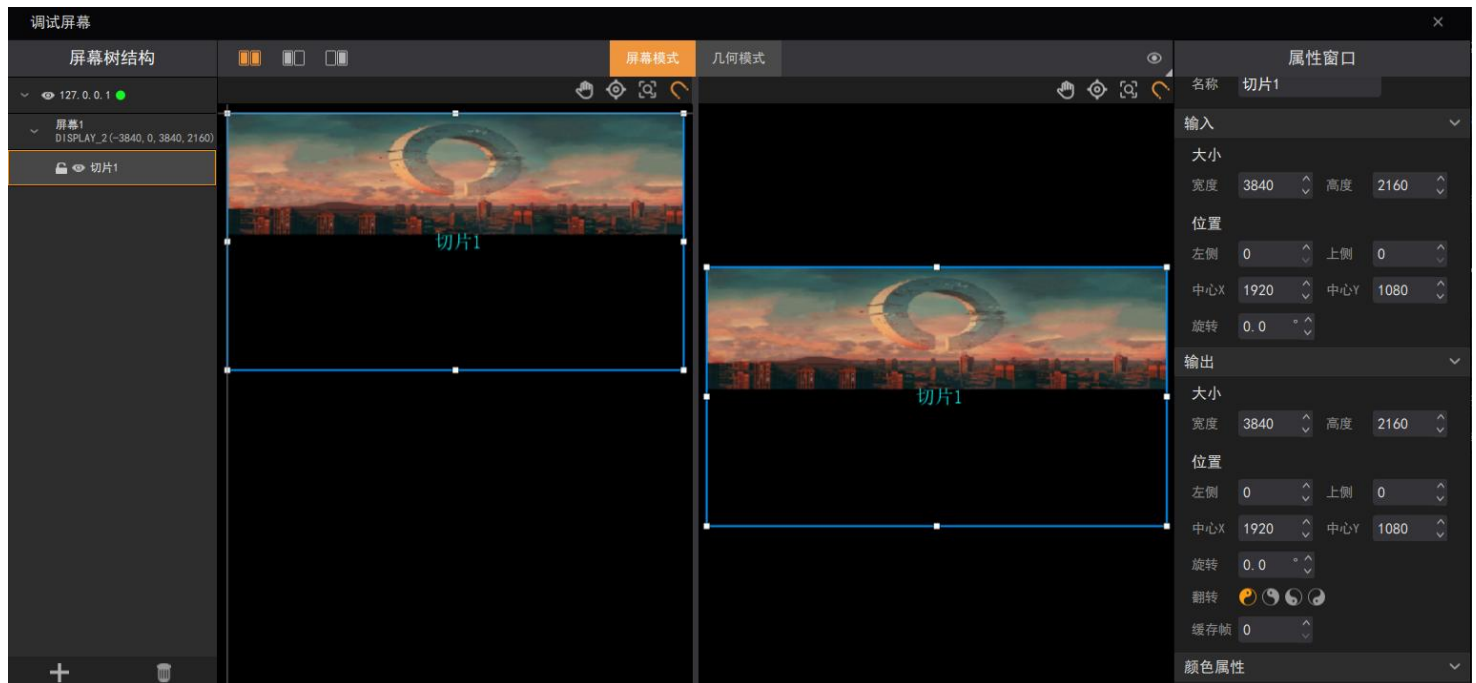 调试屏幕
屏幕树结构
屏幕模式
几何模式
属性窗口
127.0.0.1
屏幕1
DISPLAY_2(-3840, 0, 3840, 2160)
切片1
切片1
切片1
名称 切片1
输入
大小
宽度 3840 高度 2160
位置
左侧 0 上侧 0
中心X 1920 中心Y 1080
旋转 0.0 °
输出
大小
宽度 3840 高度 2160
位置
左侧 0 上侧 0
中心X 1920 中心Y 1080
旋转 0.0 °
翻转
缓存帧 0
颜色属性